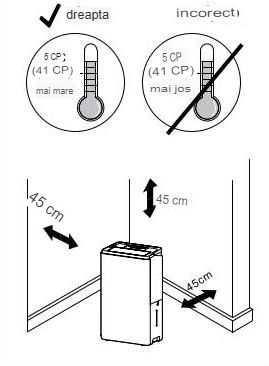 dreapta
incorect
5 CP;
(41 CP)
mai mare
5 CP
(41 CP)
mai jos
45 cm
45 cm
45cm